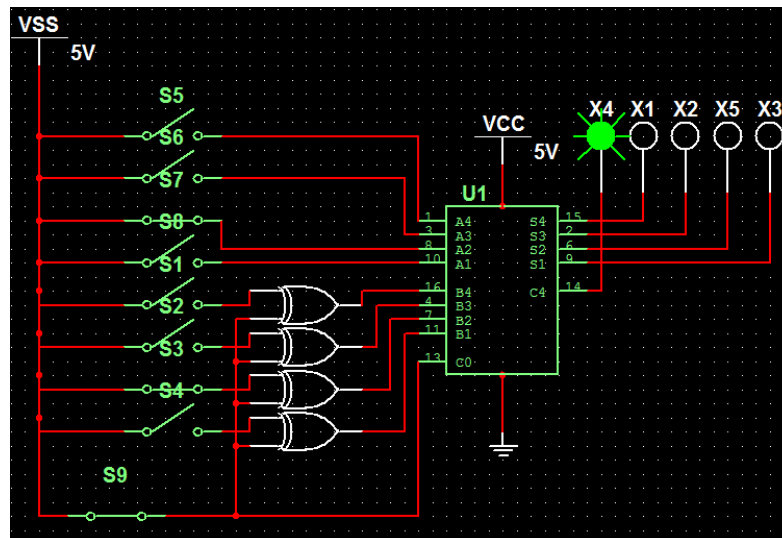 VSS
5V
S5
S6
S7
S8
S1
S2
S3
S4
S9
VCC
5V
U1
1 A4 S4 15
3 A3 S3 2
8 A2 S2 6
10 A1 S1 9
16 B4 C4 14
4 B3
7 B2
11 B1
13 C0
X4 X1 X2 X5 X3